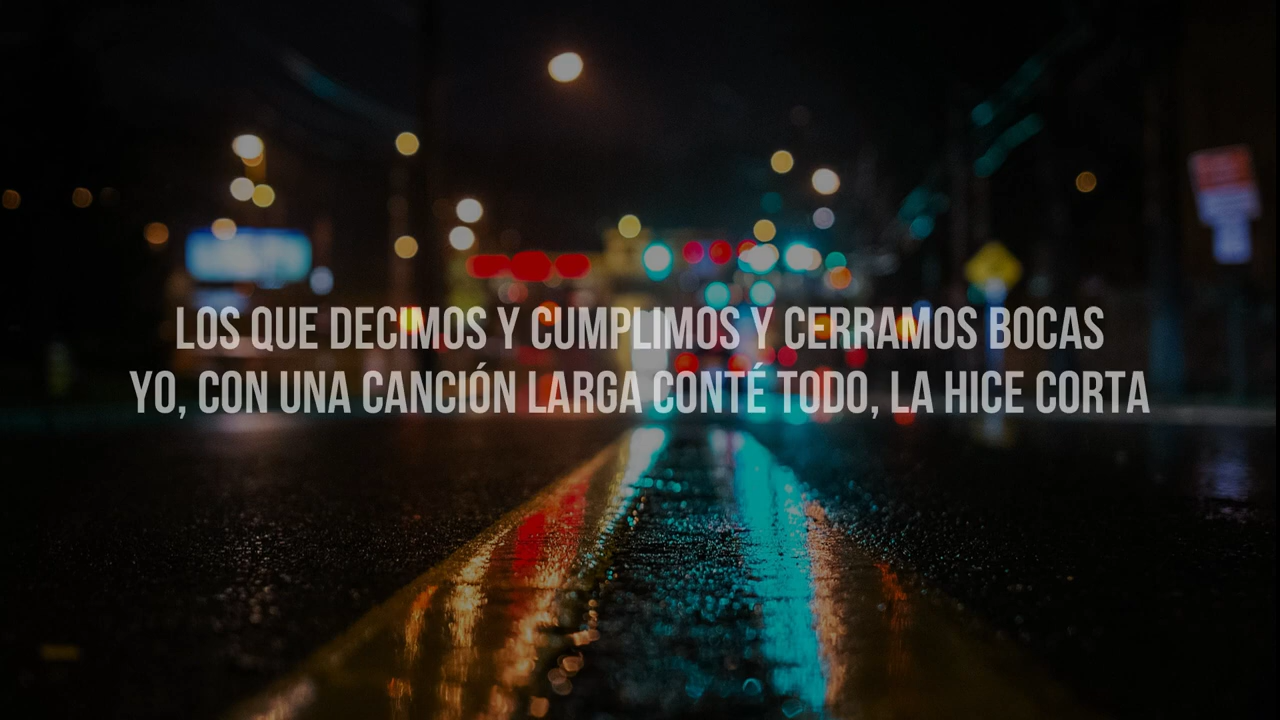 LOS QUE DECIMOS Y CUMPLIMOS Y CERRAMOS BOCAS
YO, CON UNA CANCIÓN LARGA CONTÉ TODO, LA HICE CORTA